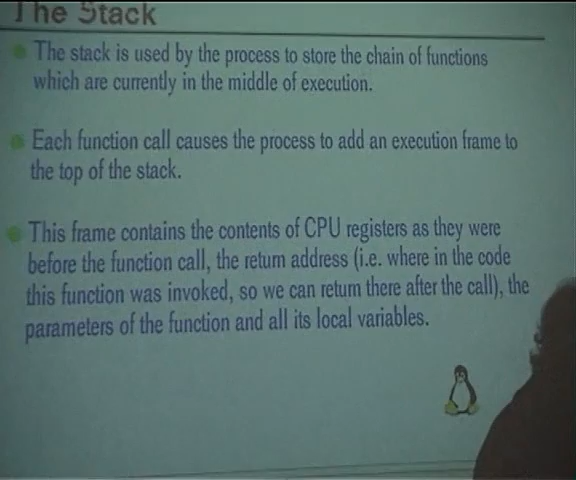 The Stack
The stack is used by the process to store the chain of functions
which are currently in the middle of execution.
Each function call causes the process to add an execution frame to
the top of the stack.
This frame contains the contents of CPU registers as they were
before the function call, the return address (i.e. where in the code
this function was invoked, so we can return there after the call), the
parameters of the function and all its local variables.